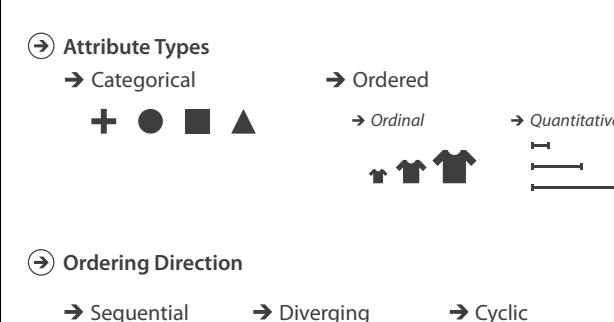 Attribute Types
Categorical
Ordered
Ordinal
Quantitative
Ordering Direction
Sequential
Diverging
Cyclic